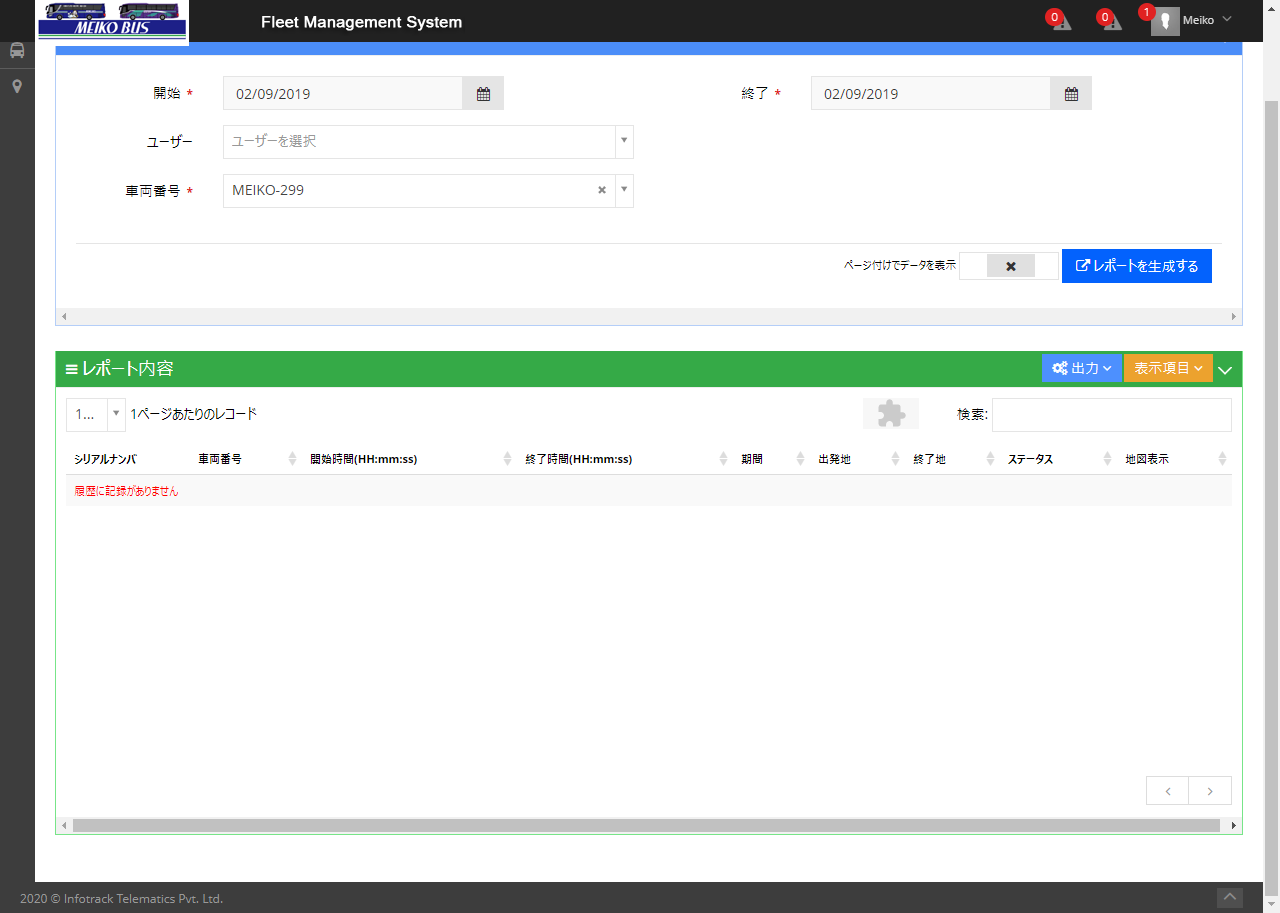 MEIKO BUS
Fleet Management System
0
0
1
Meiko
開始 *
02/09/2019
終了 *
02/09/2019
ユーザー
ユーザーを選択
車両番号 *
MEIKO-299
ページ付けでデータを表示
レポートを生成する
レポート内容
出力
表示項目
1...
1ページあたりのレコード
検索:
シリアルナンバ 車両番号 開始時間(HH:mm:ss) 終了時間(HH:mm:ss) 期間 出発地 終了地 ステータス 地図表示
履歴に記録がありません
2020 © Infotrack Telematics Pvt. Ltd.